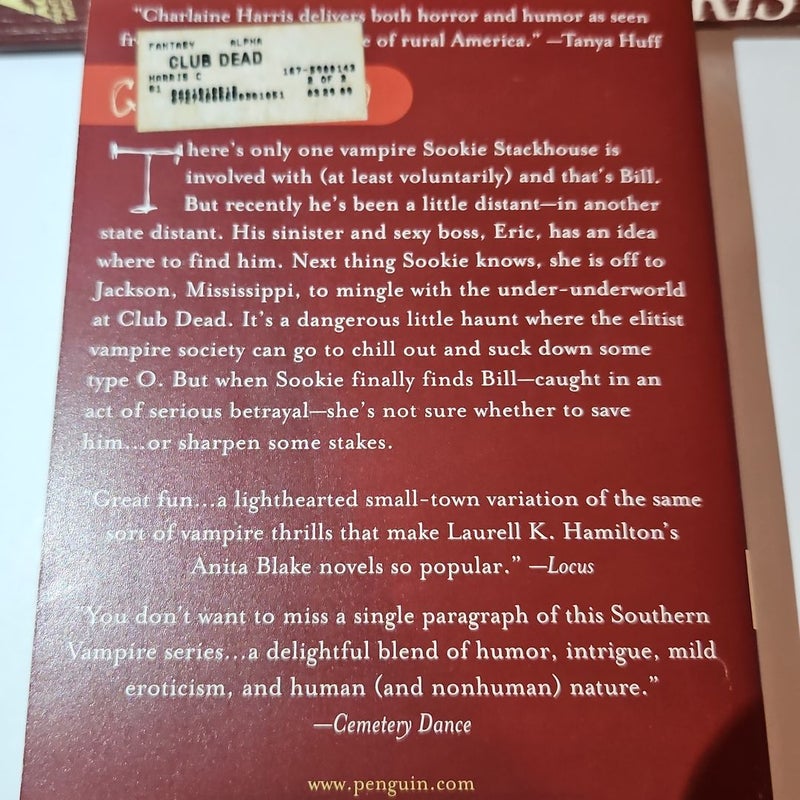 RIS
"Charlaine Harris delivers both horror and humor as seen
e of rural America." —Tanya Huff
FANTASY ALPHA
CLUB DEAD
HARRIS C
2 OF 2
01
There's only one vampire Sookie Stackhouse is
involved with (at least voluntarily) and that's Bill.
But recently he's been a little distant—in another
state distant. His sinister and sexy boss, Eric, has an idea
where to find him. Next thing Sookie knows, she is off to
Jackson, Mississippi, to mingle with the under-underworld
at Club Dead. It's a dangerous little haunt where the elitist
vampire society can go to chill out and suck down some
type O. But when Sookie finally finds Bill—caught in an
act of serious betrayal—she's not sure whether to save
him...or sharpen some stakes.
"Great fun...a lighthearted small-town variation of the same
sort of vampire thrills that make Laurell K. Hamilton's
Anita Blake novels so popular." —Locus
"You don't want to miss a single paragraph of this Southern
Vampire series...a delightful blend of humor, intrigue, mild
eroticism, and human (and nonhuman) nature."
—Cemetery Dance
www.penguin.com